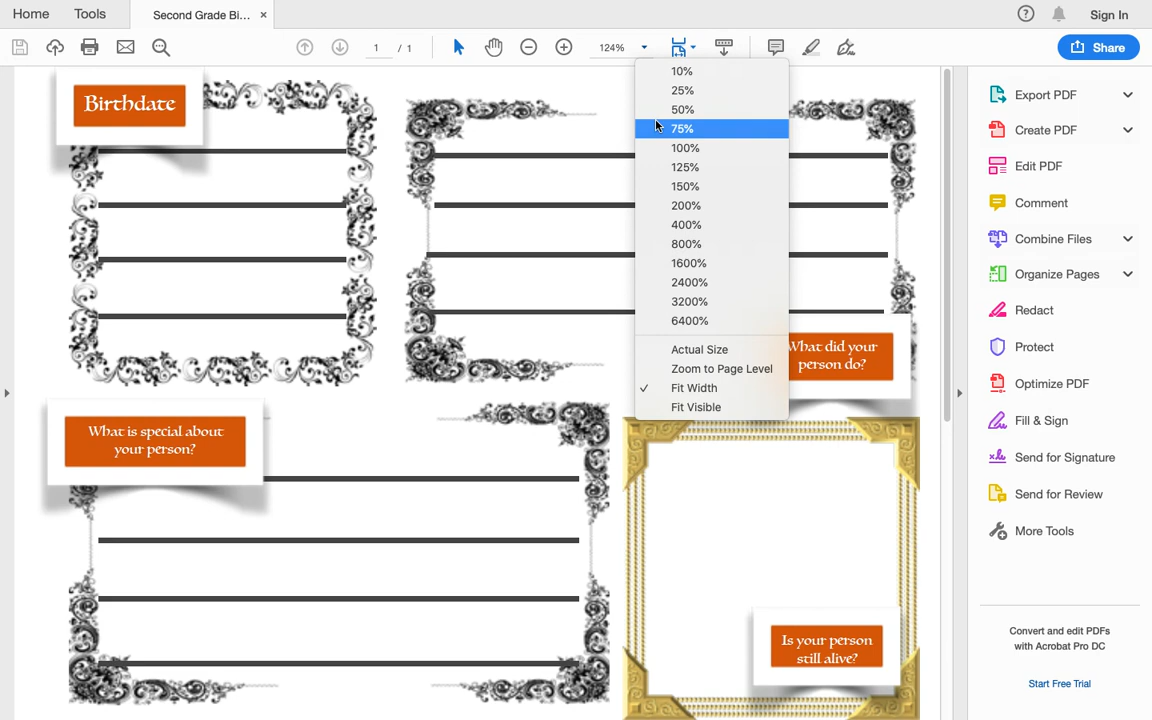 Home Tools Second Grade Bi... × Sign In
1 / 1 124% Share
10%
25%
50%
75%
100%
125%
150%
200%
400%
800%
1600%
2400%
3200%
6400%
Actual Size
Zoom to Page Level
✓ Fit Width
Fit Visible
Birthdate
What did your
person do?
What is special about
your person?
Is your person
still alive?
Export PDF
Create PDF
Edit PDF
Comment
Combine Files
Organize Pages
Redact
Protect
Optimize PDF
Fill & Sign
Send for Signature
Send for Review
More Tools
Convert and edit PDFs
with Acrobat Pro DC
Start Free Trial